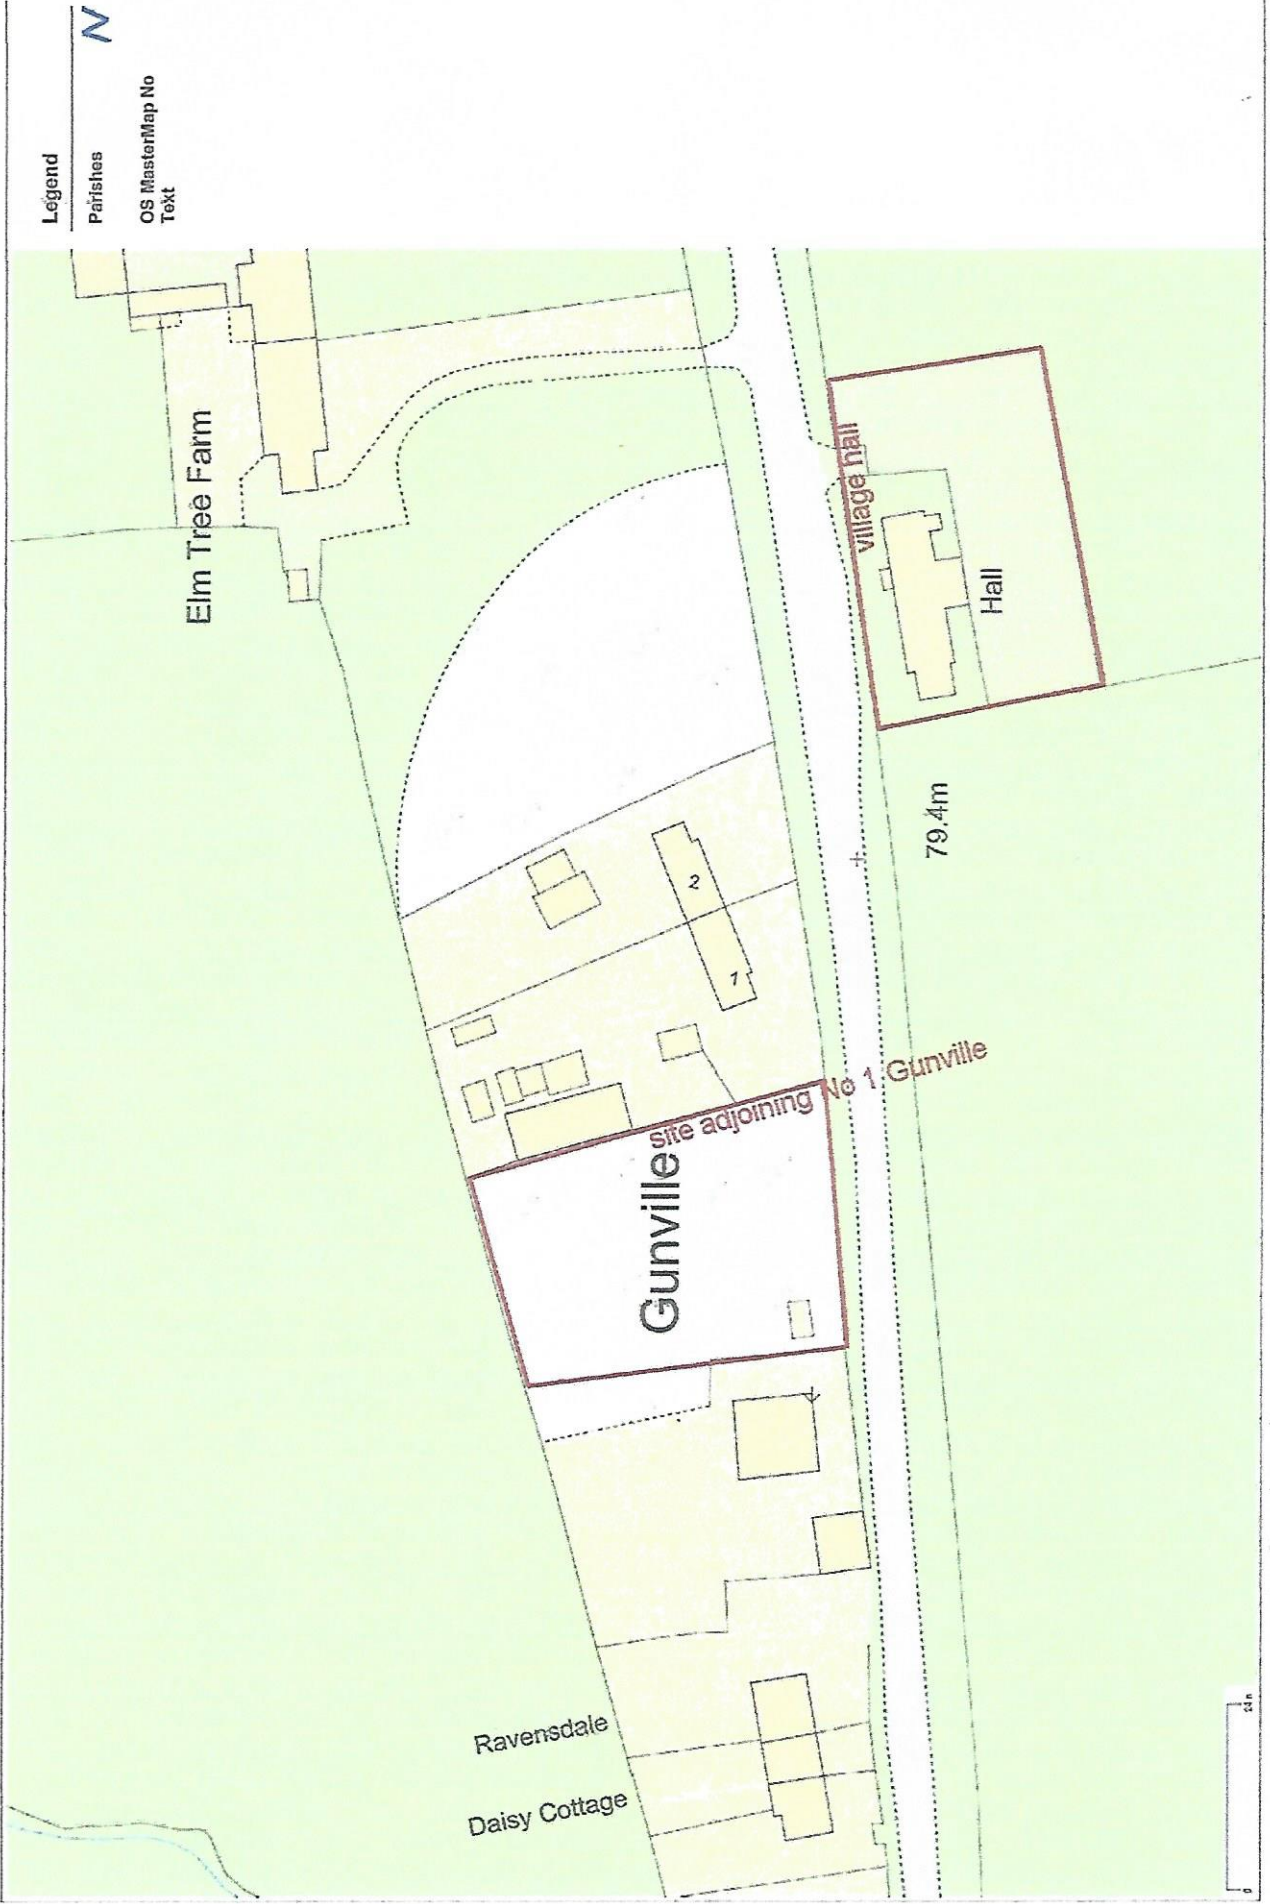 Legend
Parishes
OS MasterMap No
Text
Elm Tree Farm
village hall
Hall
79.4m
2
1
site adjoining No 1 Gunville
Gunville
Ravensdale
Daisy Cottage
0